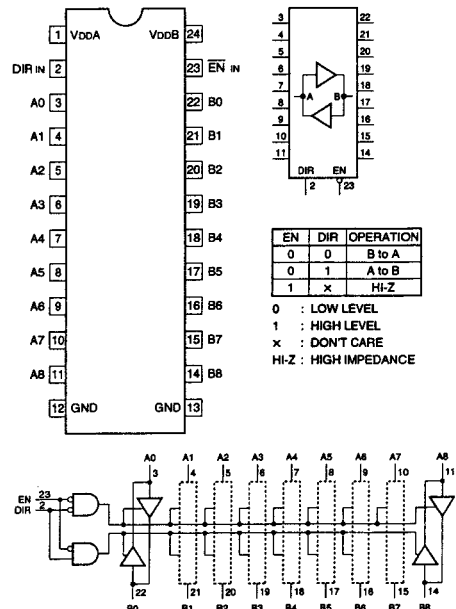 1 VDDA VDDB 24
DIR IN 2 23 EN IN
A0 3 22 B0
A1 4 21 B1
A2 5 20 B2
A3 6 19 B3
A4 7 18 B4
A5 8 17 B5
A6 9 16 B6
A7 10 15 B7
A8 11 14 B8
12 GND GND 13
3 22
4 21
5 20
6 19
7 18
8 17
9 16
10 15
11 14
A B
DIR EN
2 23
EN DIR OPERATION
0 0 B to A
0 1 A to B
1 × HI-Z
0 : LOW LEVEL
1 : HIGH LEVEL
× : DON'T CARE
HI-Z : HIGH IMPEDANCE
A0 A1 A2 A3 A4 A5 A6 A7 A8
3 4 5 6 7 8 9 10 11
EN 23
DIR 2
22 21 20 19 18 17 16 15 14
B0 B1 B2 B3 B4 B5 B6 B7 B8